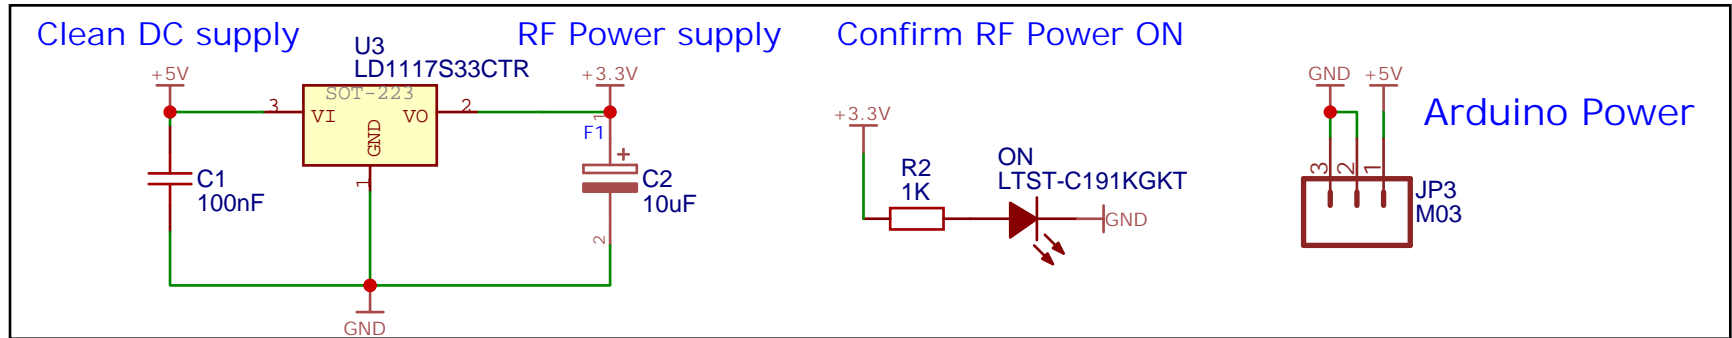 Clean DC supply
RF Power supply
Confirm RF Power ON
+5V
U3
LD1117S33CTR
SOT-223
3
VI
VO
2
GND
1
+3.3V
1
F1
+
C1
100nF
C2
10uF
2
GND
+3.3V
R2
1K
ON
LTST-C191KGKT
GND
GND
+5V
Arduino Power
3
2
1
JP3
M03